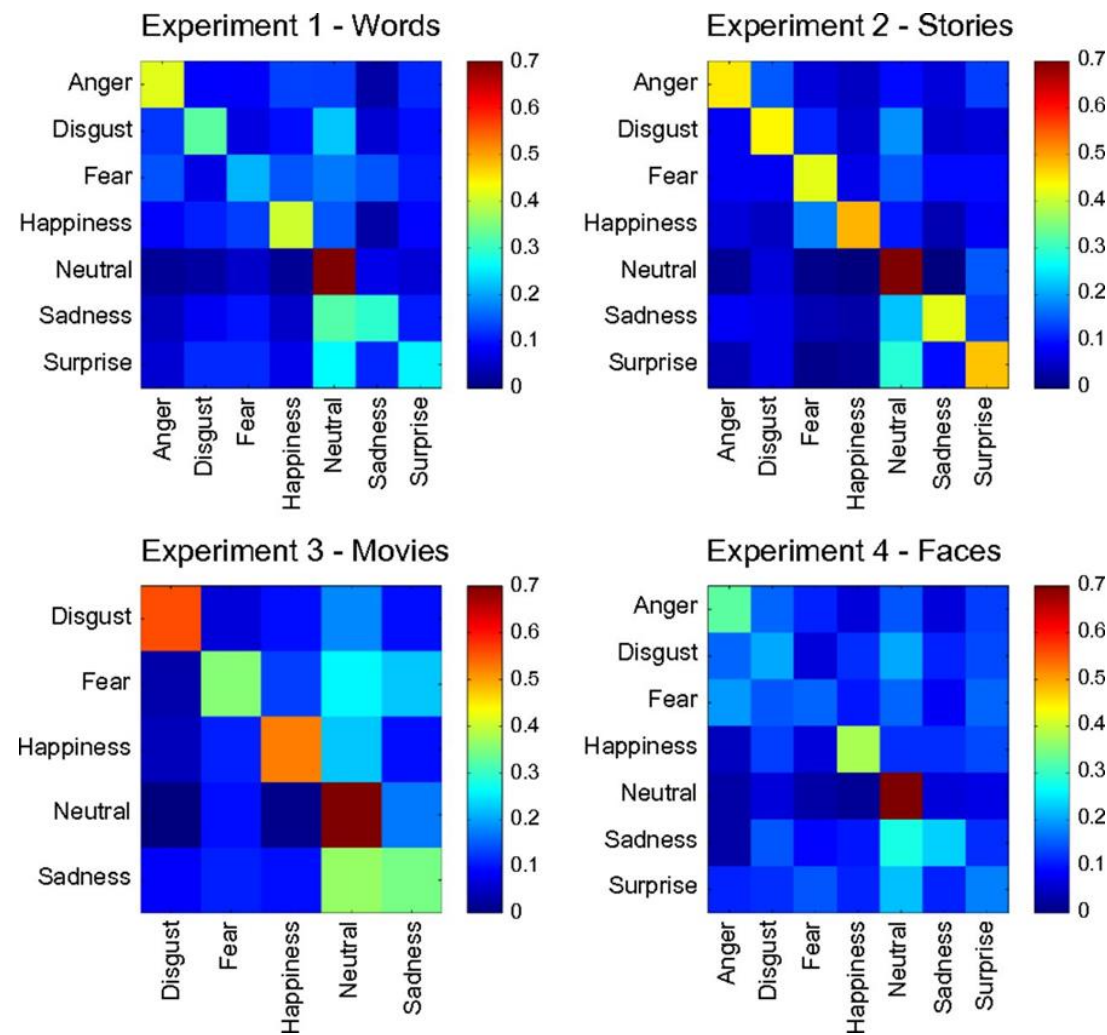 Experiment 1 - Words
Anger
Disgust
Fear
Happiness
Neutral
Sadness
Surprise
0.7
0.6
0.5
0.4
0.3
0.2
0.1
0
Anger
Disgust
Fear
Happiness
Neutral
Sadness
Surprise
Experiment 2 - Stories
Anger
Disgust
Fear
Happiness
Neutral
Sadness
Surprise
0.7
0.6
0.5
0.4
0.3
0.2
0.1
0
Anger
Disgust
Fear
Happiness
Neutral
Sadness
Surprise
Experiment 3 - Movies
Disgust
Fear
Happiness
Neutral
Sadness
0.7
0.6
0.5
0.4
0.3
0.2
0.1
0
Disgust
Fear
Happiness
Neutral
Sadness
Experiment 4 - Faces
Anger
Disgust
Fear
Happiness
Neutral
Sadness
Surprise
0.7
0.6
0.5
0.4
0.3
0.2
0.1
0
Anger
Disgust
Fear
Happiness
Neutral
Sadness
Surprise